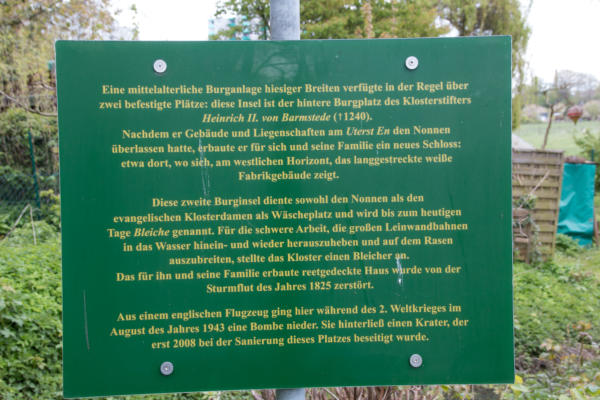 Eine mittelalterliche Burganlage hiesiger Breiten verfügte in der Regel über
zwei befestigte Plätze: diese Insel ist der hintere Burgplatz des Klosterstifters
Heinrich II. von Barmstede (†1240).
Nachdem er Gebäude und Liegenschaften am Uterst En den Nonnen
überlassen hatte, erbaute er für sich und seine Familie ein neues Schloß:
etwa dort, wo sich, am westlichen Horizont, das langgestreckte weiße
Fabrikgebäude zeigt.
Diese zweite Burginsel diente sowohl den Nonnen als den
evangelischen Klosterdamen als Wäscheplatz und wird bis zum heutigen
Tage Bleiche genannt. Für die schwere Arbeit, die großen Leinwandbahnen
in das Wasser hinein- und wieder herauszuheben und auf dem Rasen
auszubreiten, stellte das Kloster einen Bleicher an.
Das für ihn und seine Familie erbaute reetgedeckte Haus wurde von der
Sturmflut des Jahres 1825 zerstört.
Aus einem englischen Flugzeug ging hier während des 2. Weltkrieges im
August des Jahres 1943 eine Bombe nieder. Sie hinterließ einen Krater, der
erst 2008 bei der Sanierung dieses Platzes beseitigt wurde.